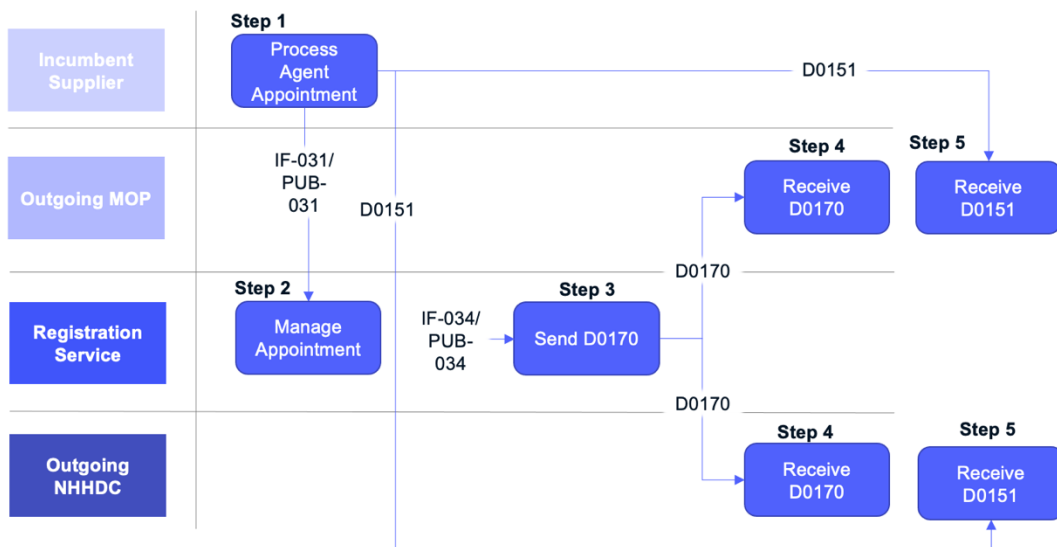 Step 1
Incumbent
Supplier
Process
Agent
Appointment
D0151
IF-031/
PUB-
031
D0151
Step 4
Step 5
Outgoing MOP
Receive
D0170
Receive
D0151
D0170
Step 2
Step 3
Registration
Service
Manage
Appointment
IF-034/
PUB-
034
Send D0170
D0170
Step 4
Step 5
Outgoing
NHHDC
Receive
D0170
Receive
D0151